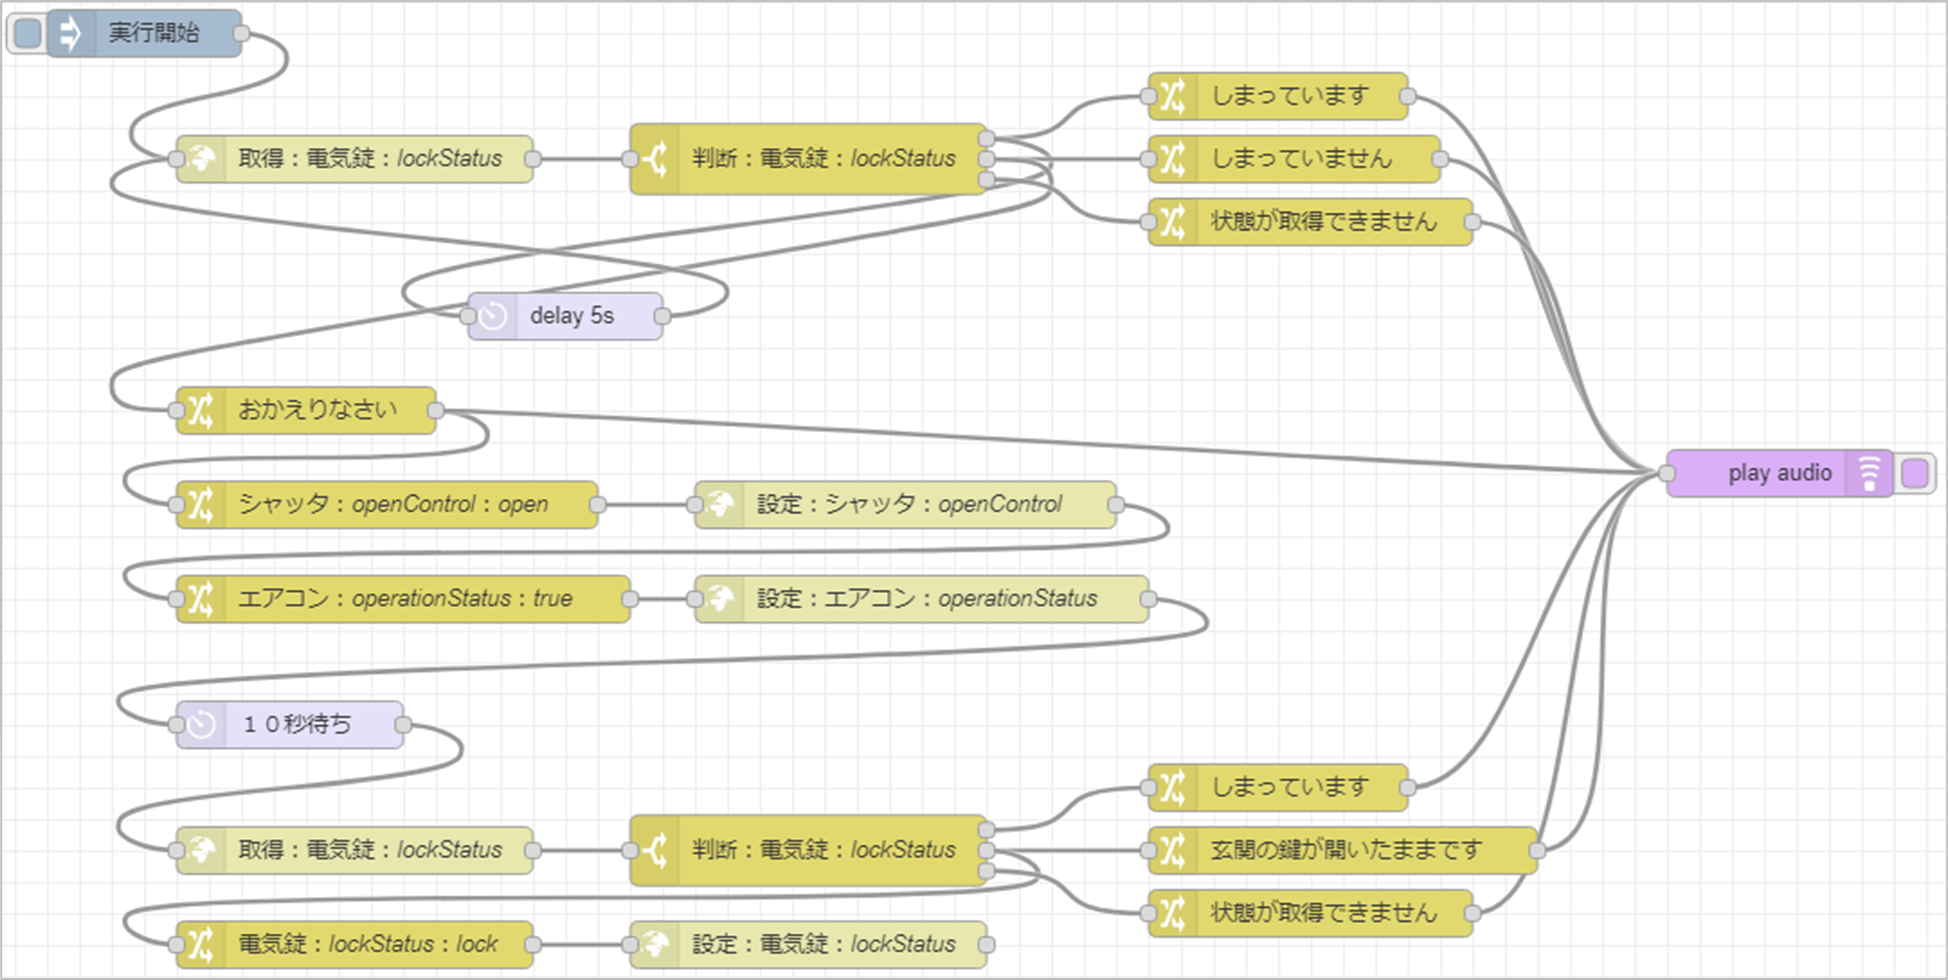 実行開始
しまっています
取得：電気錠：lockStatus
判断：電気錠：lockStatus
しまっていません
状態が取得できません
delay 5s
おかえりなさい
play audio
シャッタ：openControl：open
設定：シャッタ：openControl
エアコン：operationStatus：true
設定：エアコン：operationStatus
１０秒待ち
しまっています
取得：電気錠：lockStatus
判断：電気錠：lockStatus
玄関の鍵が開いたままです
状態が取得できません
電気錠：lockStatus：lock
設定：電気錠：lockStatus